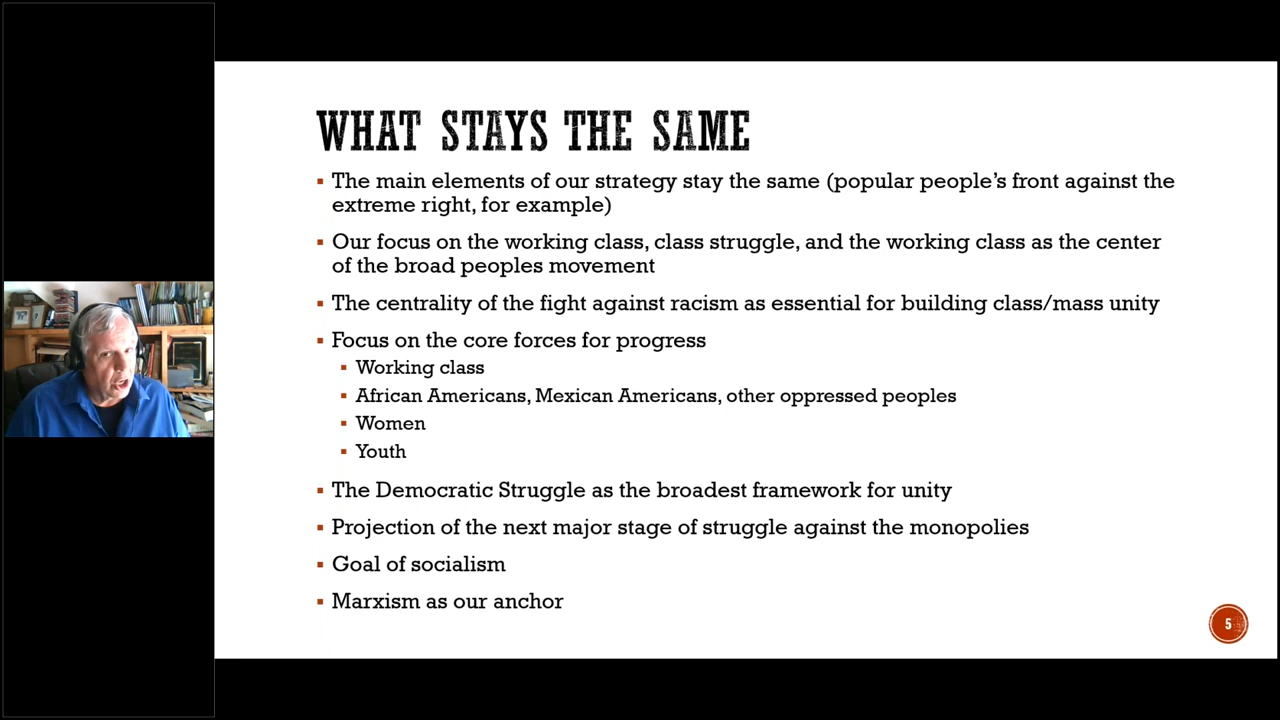 WHAT STAYS THE SAME
▪ The main elements of our strategy stay the same (popular people's front against the
extreme right, for example)
▪ Our focus on the working class, class struggle, and the working class as the center
of the broad peoples movement
▪ The centrality of the fight against racism as essential for building class/mass unity
▪ Focus on the core forces for progress
▪ Working class
▪ African Americans, Mexican Americans, other oppressed peoples
▪ Women
▪ Youth
▪ The Democratic Struggle as the broadest framework for unity
▪ Projection of the next major stage of struggle against the monopolies
▪ Goal of socialism
▪ Marxism as our anchor
5